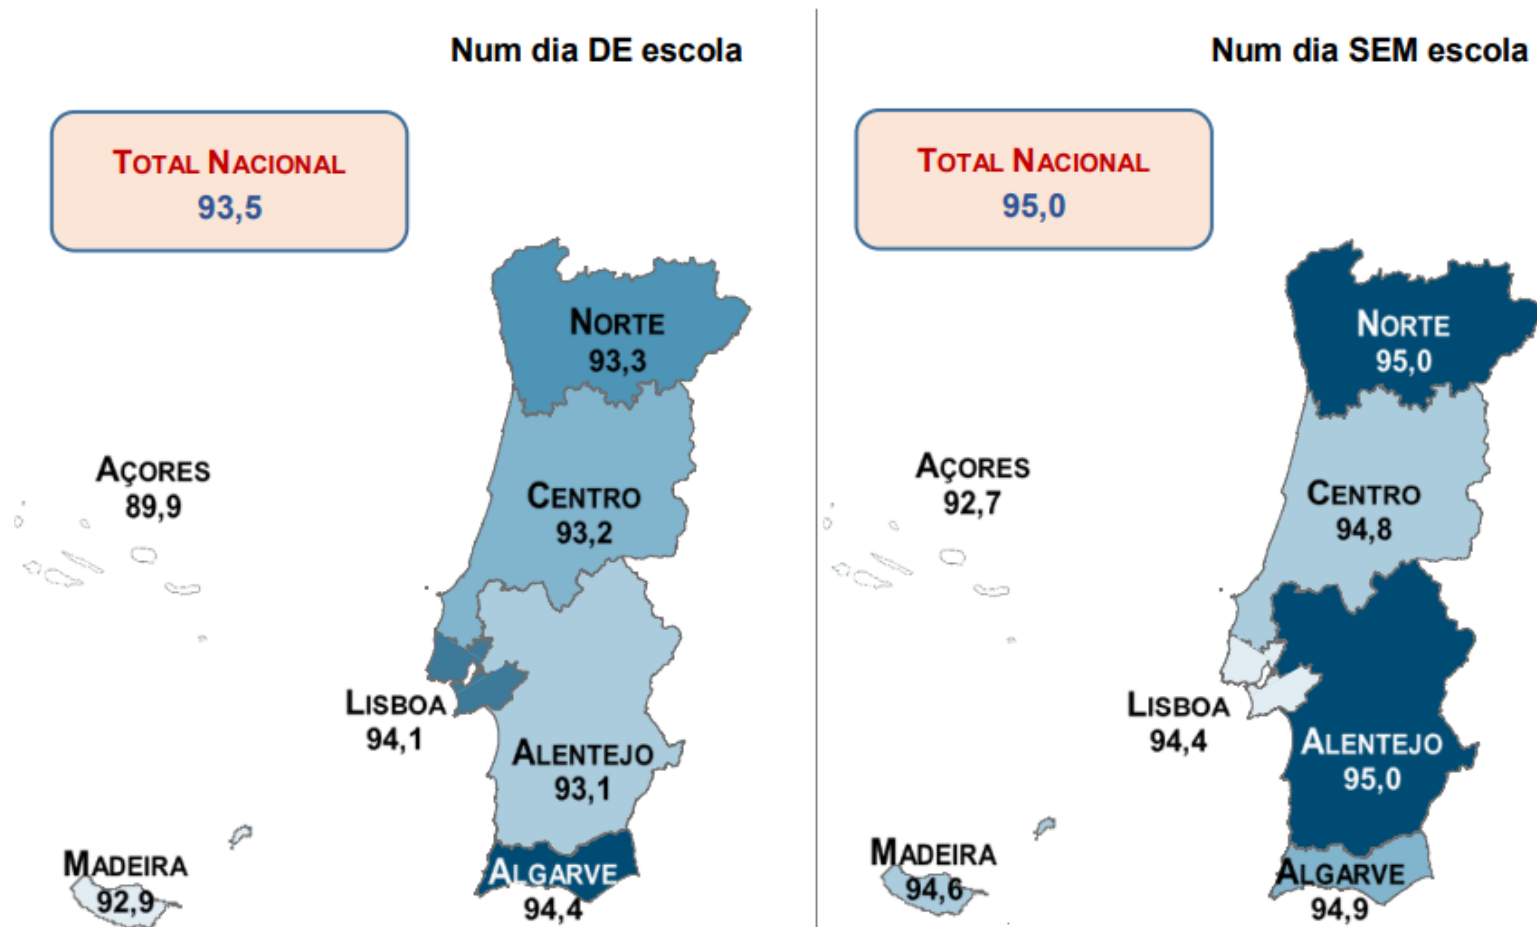 Num dia DE escola
TOTAL NACIONAL
93,5
NORTE
93,3
AÇORES
89,9
CENTRO
93,2
LISBOA
94,1
ALENTEJO
93,1
MADEIRA
92,9
ALGARVE
94,4
Num dia SEM escola
TOTAL NACIONAL
95,0
NORTE
95,0
AÇORES
92,7
CENTRO
94,8
LISBOA
94,4
ALENTEJO
95,0
MADEIRA
94,6
ALGARVE
94,9